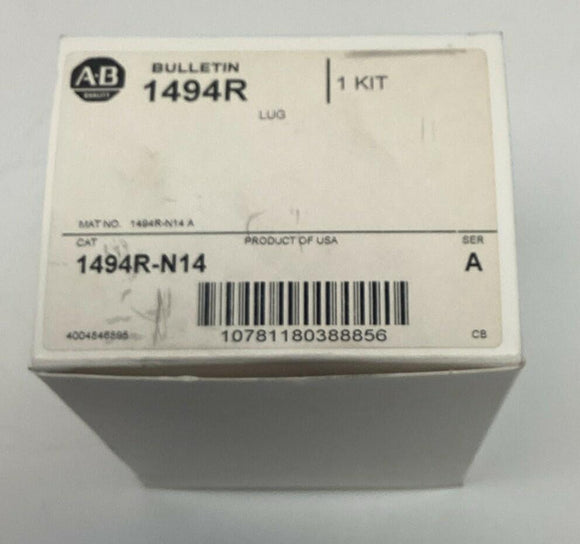 A-B
QUALITY
BULLETIN
1494R
1 KIT
LUG
MAT NO. 1494R-N14 A
CAT PRODUCT OF USA SER
1494R-N14 A
10781180388856
4004546595 CB